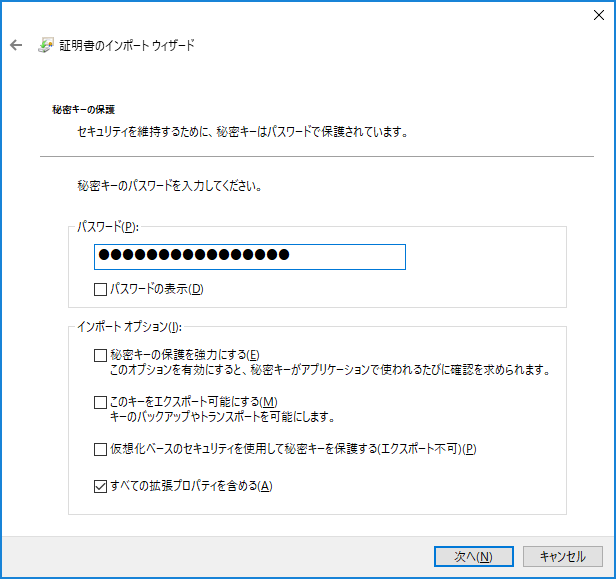 証明書のインポート ウィザード
秘密キーの保護
セキュリティを維持するために、秘密キーはパスワードで保護されています。
秘密キーのパスワードを入力してください。
パスワード(P):
●●●●●●●●●●●●●●●●
パスワードの表示(D)
インポート オプション(I):
秘密キーの保護を強力にする(E)
このオプションを有効にすると、秘密キーがアプリケーションで使われるたびに確認を求められます。
このキーをエクスポート可能にする(M)
キーのバックアップやトランスポートを可能にします。
仮想化ベースのセキュリティを使用して秘密キーを保護する(エクスポート不可)(P)
すべての拡張プロパティを含める(A)
次へ(N)
キャンセル